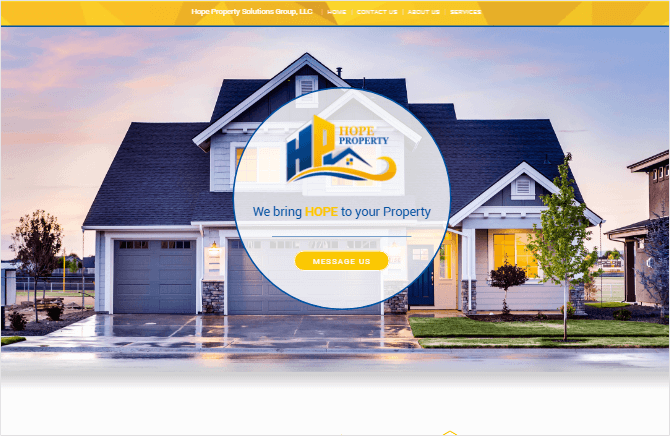 Hope Property Solutions Group, LLC | HOME | CONTACT US | ABOUT US | SERVICES
HP HOPE
PROPERTY
We bring HOPE to your Property
MESSAGE US